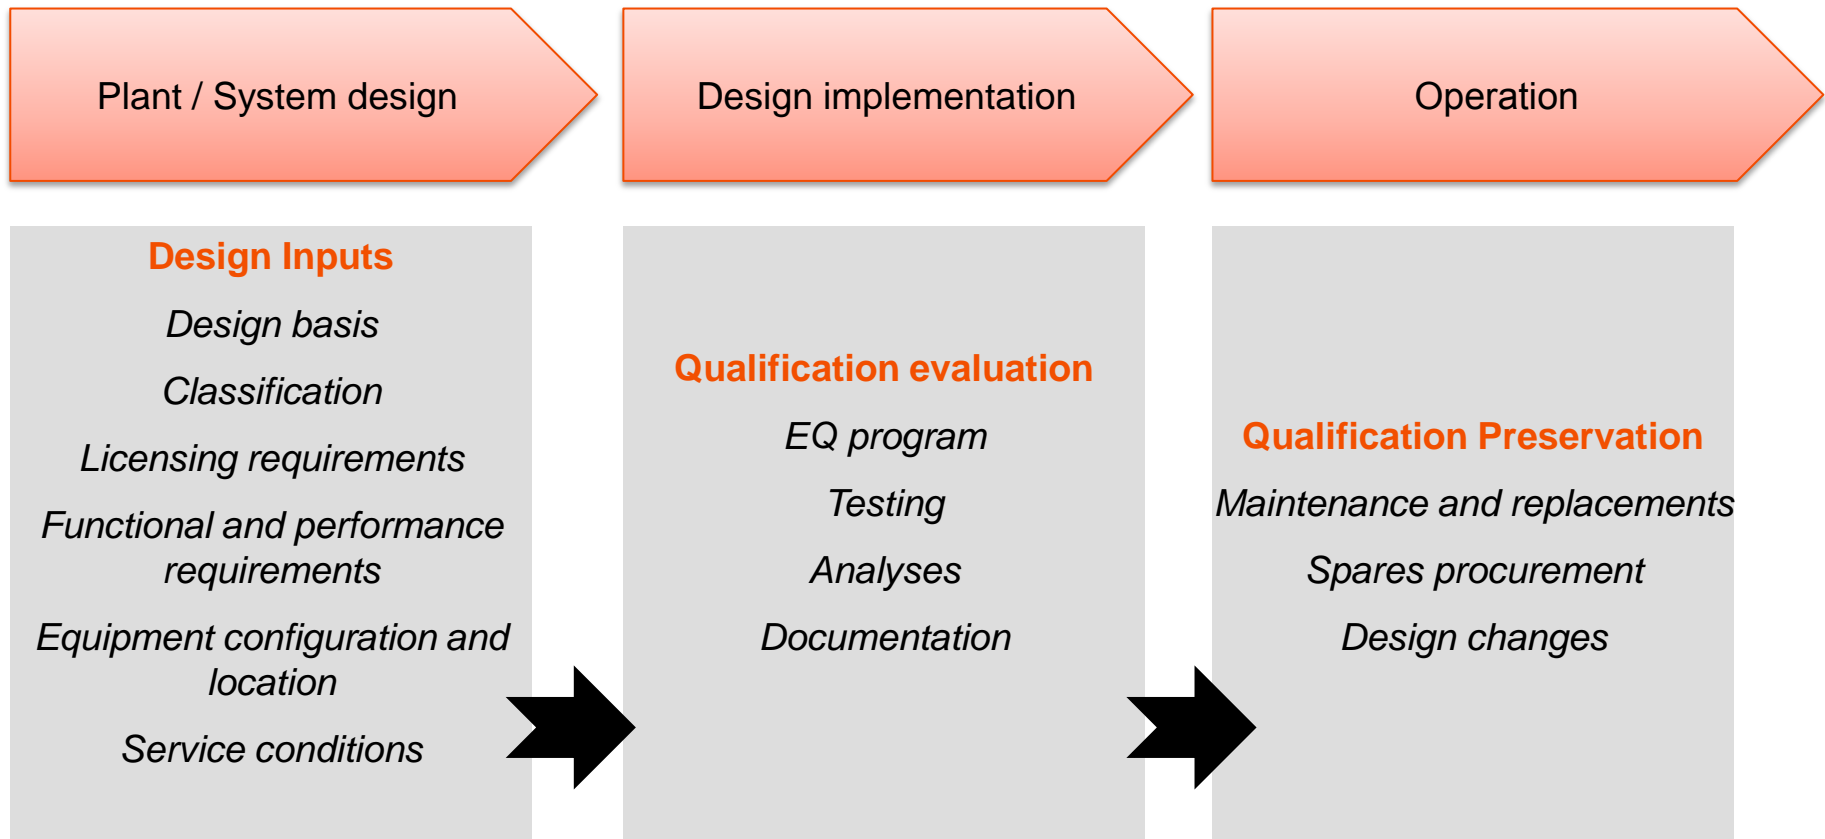 Plant / System design
Design implementation
Operation
Design Inputs
Design basis
Classification
Licensing requirements
Functional and performance
requirements
Equipment configuration and
location
Service conditions
Qualification evaluation
EQ program
Testing
Analyses
Documentation
Qualification Preservation
Maintenance and replacements
Spares procurement
Design changes